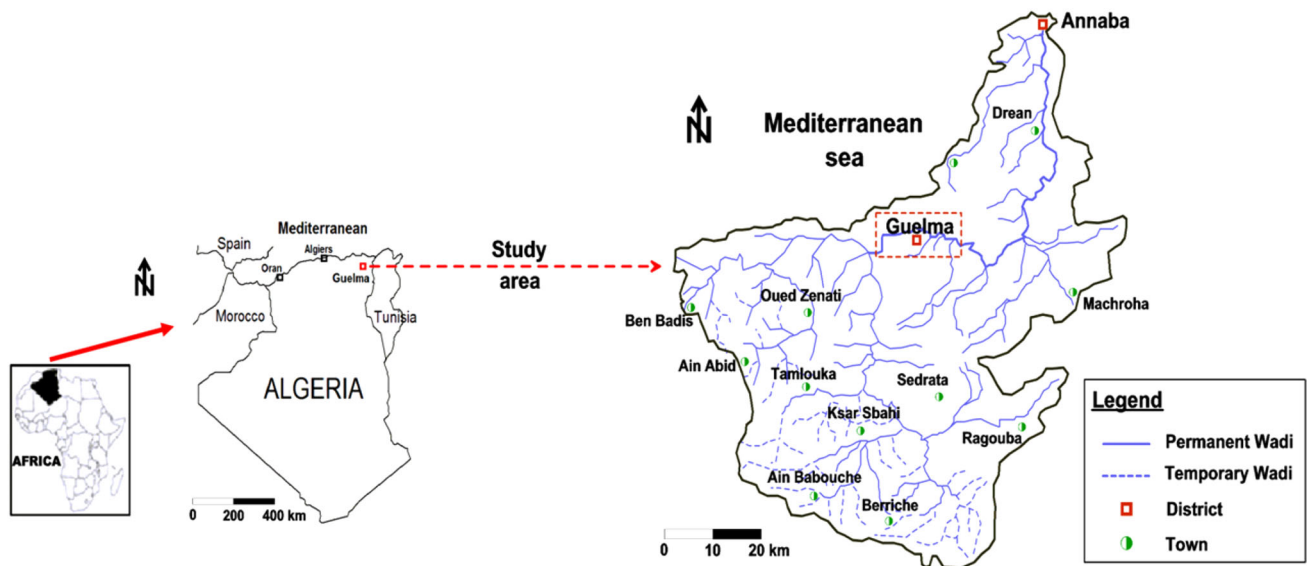 AFRICA
N
Spain
Mediterranean
Algiers
Oran
Guelma
Morocco
Tunisia
ALGERIA
0 200 400 km
Study
area
N
Mediterranean
sea
Annaba
Drean
Guelma
Machroha
Oued Zenati
Ben Badis
Ain Abid
Tamlouka
Sedrata
Ksar Sbahi
Ragouba
Ain Babouche
Berriche
0 10 20 km
Legend
Permanent Wadi
Temporary Wadi
District
Town